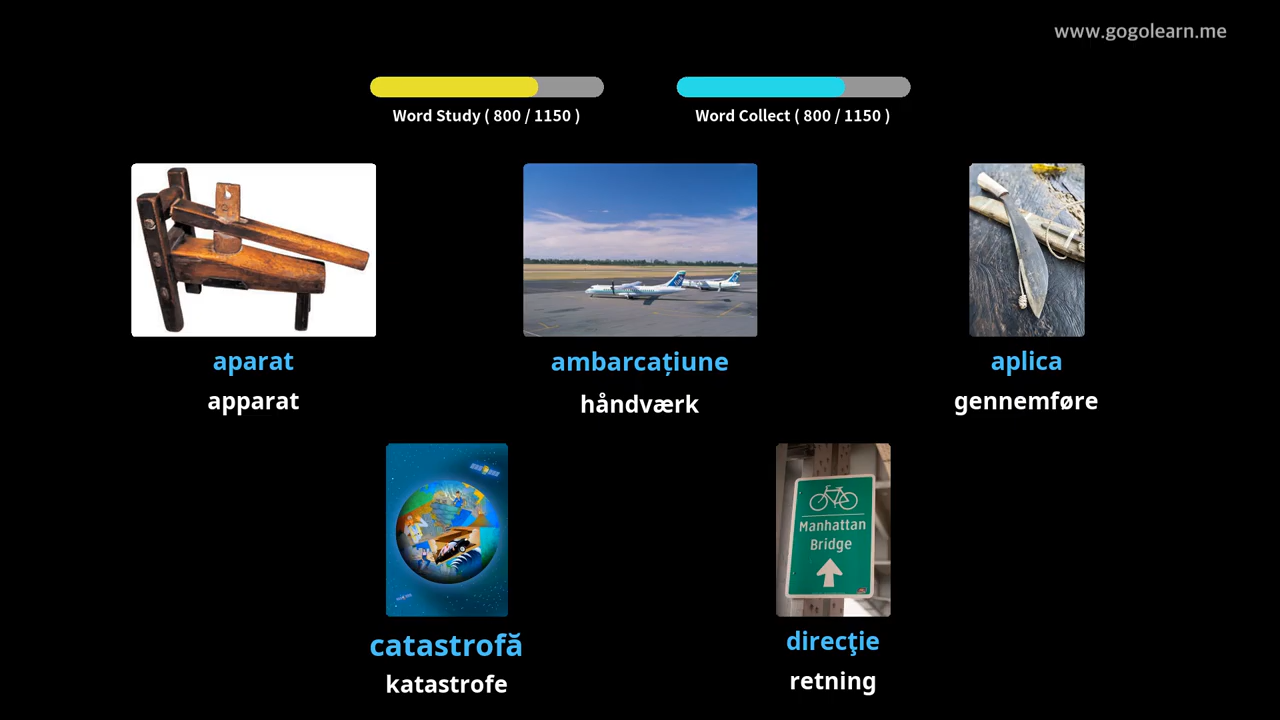 www.gogolearn.me
Word Study ( 800 / 1150 )
Word Collect ( 800 / 1150 )
aparat
apparat
ambarcațiune
håndværk
aplica
gennemføre
Manhattan
Bridge
catastrofă
katastrofe
direcţie
retning